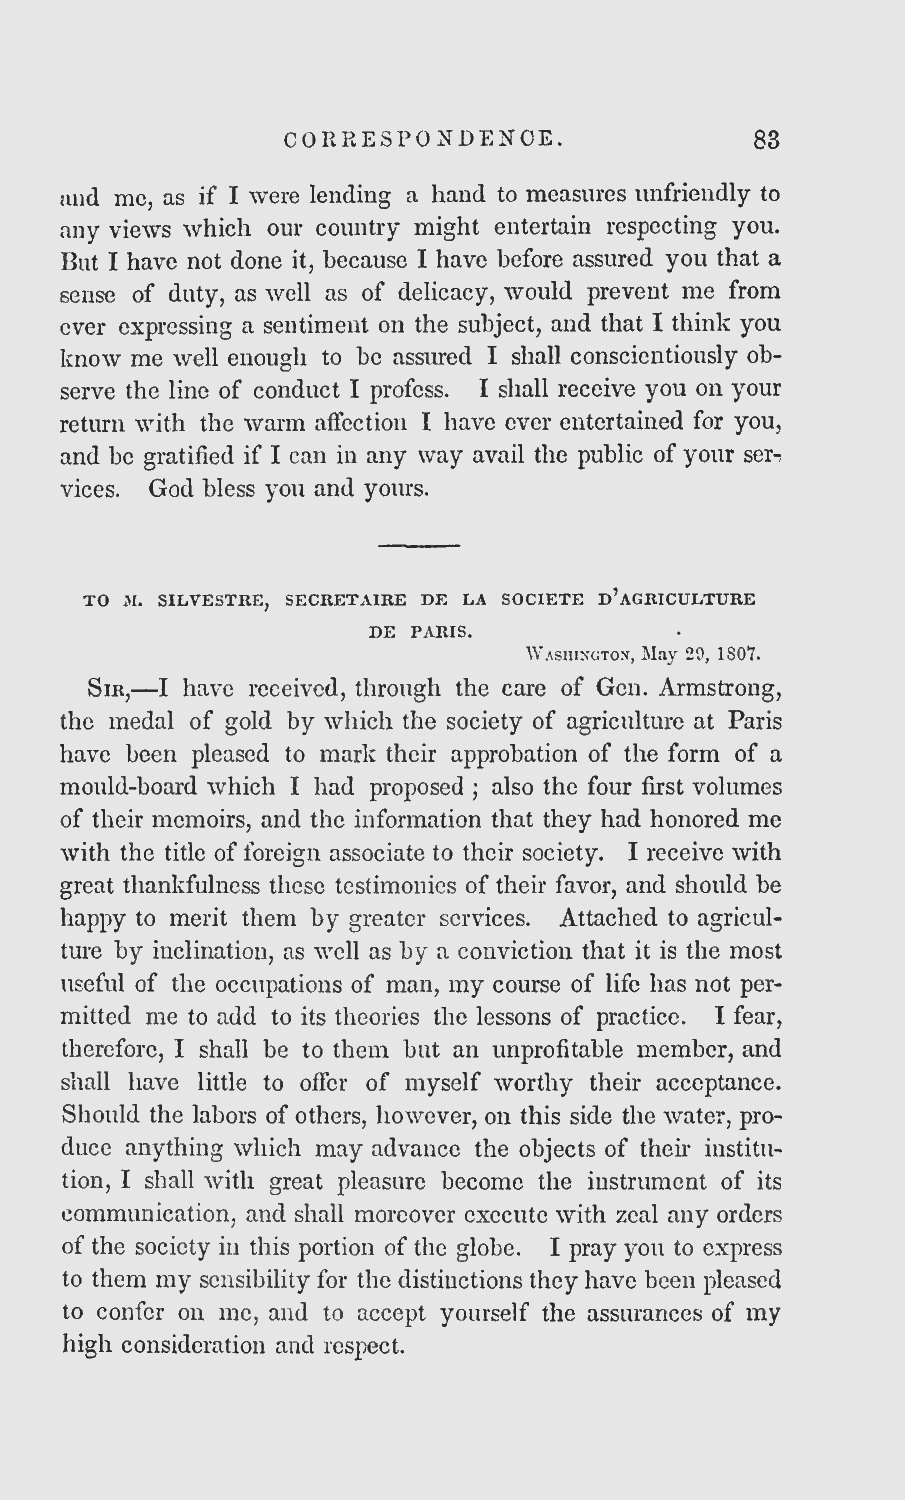 CORRESPONDENCE. 83
and me, as if I were lending a hand to measures unfriendly to
any views which our country might entertain respecting you.
But I have not done it, because I have before assured you that a
sense of duty, as well as of delicacy, would prevent me from
ever expressing a sentiment on the subject, and that I think you
know me well enough to be assured I shall conscientiously ob-
serve the line of conduct I profess. I shall receive you on your
return with the warm affection I have ever entertained for you,
and be gratified if I can in any way avail the public of your ser-
vices. God bless you and yours.
TO M. SILVESTRE, SECRETAIRE DE LA SOCIETE D'AGRICULTURE
DE PARIS.
WASHINGTON, May 29, 1807.
SIR,—I have received, through the care of Gen. Armstrong,
the medal of gold by which the society of agriculture at Paris
have been pleased to mark their approbation of the form of a
mould-board which I had proposed; also the four first volumes
of their memoirs, and the information that they had honored me
with the title of foreign associate to their society. I receive with
great thankfulness these testimonies of their favor, and should be
happy to merit them by greater services. Attached to agricul-
ture by inclination, as well as by a conviction that it is the most
useful of the occupations of man, my course of life has not per-
mitted me to add to its theories the lessons of practice. I fear,
therefore, I shall be to them but an unprofitable member, and
shall have little to offer of myself worthy their acceptance.
Should the labors of others, however, on this side the water, pro-
duce anything which may advance the objects of their institu-
tion, I shall with great pleasure become the instrument of its
communication, and shall moreover execute with zeal any orders
of the society in this portion of the globe. I pray you to express
to them my sensibility for the distinctions they have been pleased
to confer on me, and to accept yourself the assurances of my
high consideration and respect.